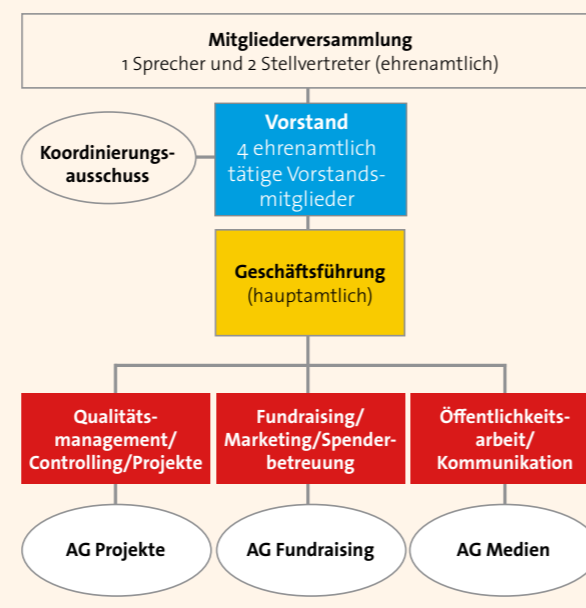 Mitgliederversammlung
1 Sprecher und 2 Stellvertreter (ehrenamtlich)
Vorstand
4 ehrenamtlich
tätige Vorstands-
mitglieder
Koordinierungs-
ausschuss
Geschäftsführung
(hauptamtlich)
Qualitäts-
management/
Controlling/Projekte
Fundraising/
Marketing/Spender-
betreuung
Öffentlichkeits-
arbeit/
Kommunikation
AG Projekte
AG Fundraising
AG Medien